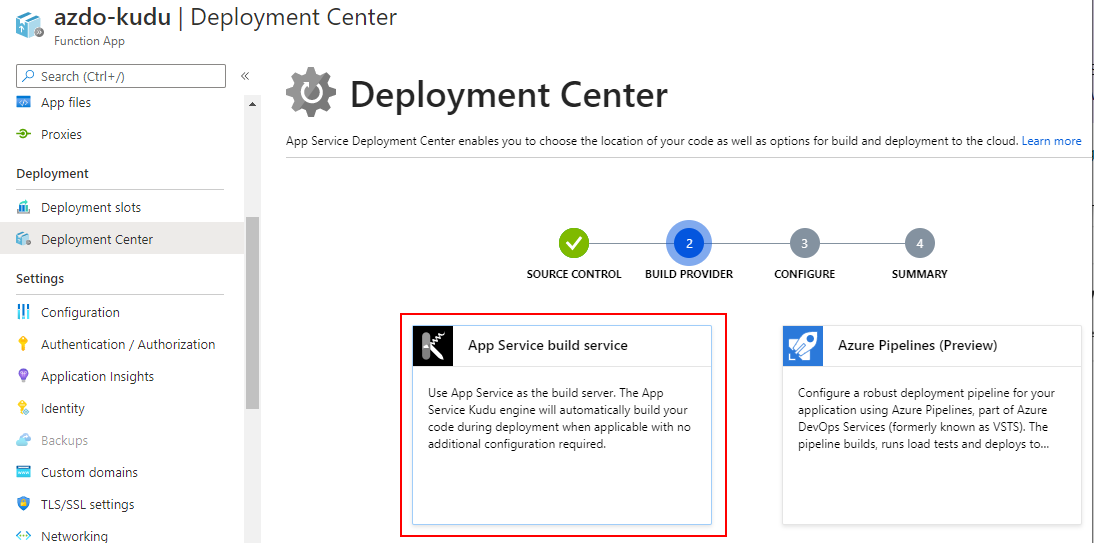 azdo-kudu | Deployment Center
Function App
Search (Ctrl+/)
«
App files
Proxies
Deployment
Deployment slots
Deployment Center
Settings
Configuration
Authentication / Authorization
Application Insights
Identity
Backups
Custom domains
TLS/SSL settings
Networking
Deployment Center
App Service Deployment Center enables you to choose the location of your code as well as options for build and deployment to the cloud. Learn more
2
3
4
SOURCE CONTROL
BUILD PROVIDER
CONFIGURE
SUMMARY
App Service build service
Use App Service as the build server. The App
Service Kudu engine will automatically build your
code during deployment when applicable with no
additional configuration required.
Azure Pipelines (Preview)
Configure a robust deployment pipeline for your
application using Azure Pipelines, part of Azure
DevOps Services (formerly known as VSTS). The
pipeline builds, runs load tests and deploys to...